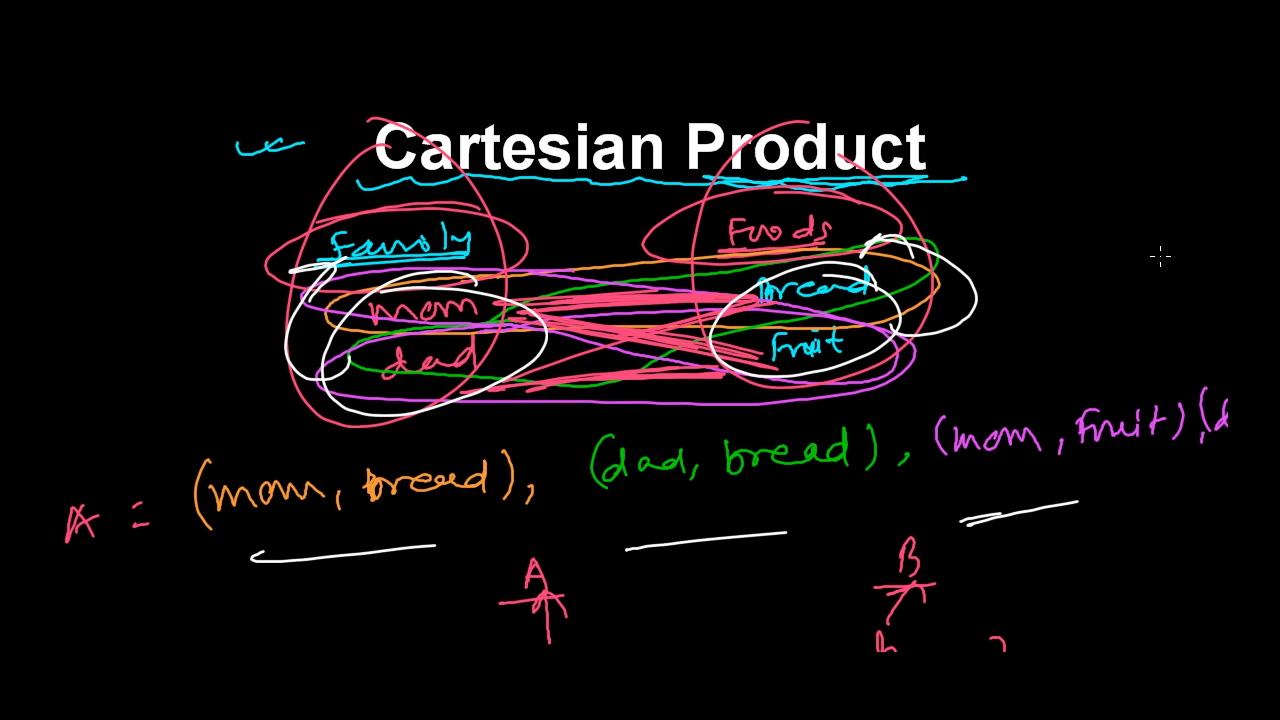 Cartesian Product
Family Foods
mom bread
dad Fruit
A = (mom, bread), (dad, bread), (mom, Fruit), (d
A B